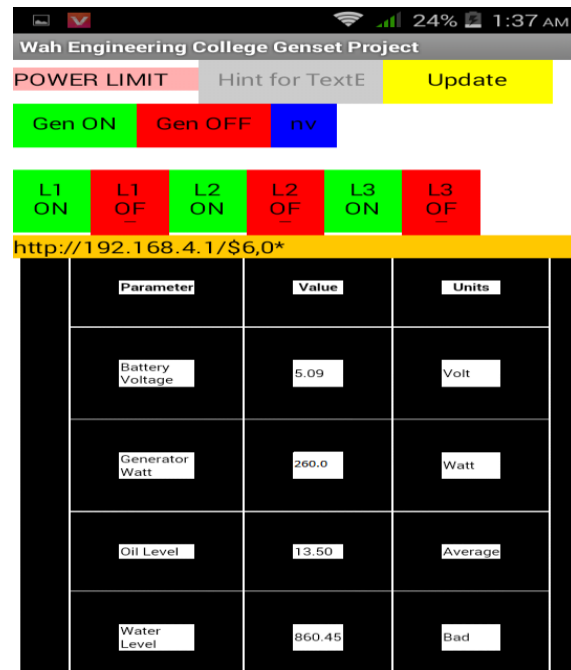 24% 1:37 AM
Wah Engineering College Genset Project
POWER LIMIT Hint for TextE Update
Gen ON Gen OFF nv
L1 L1 L2 L2 L3 L3
ON OF ON OF ON OF
http://192.168.4.1/$6,0*
Parameter Value Units
Battery
Voltage 5.09 Volt
Generator
Watt 260.0 Watt
Oil Level 13.50 Average
Water
Level 860.45 Bad